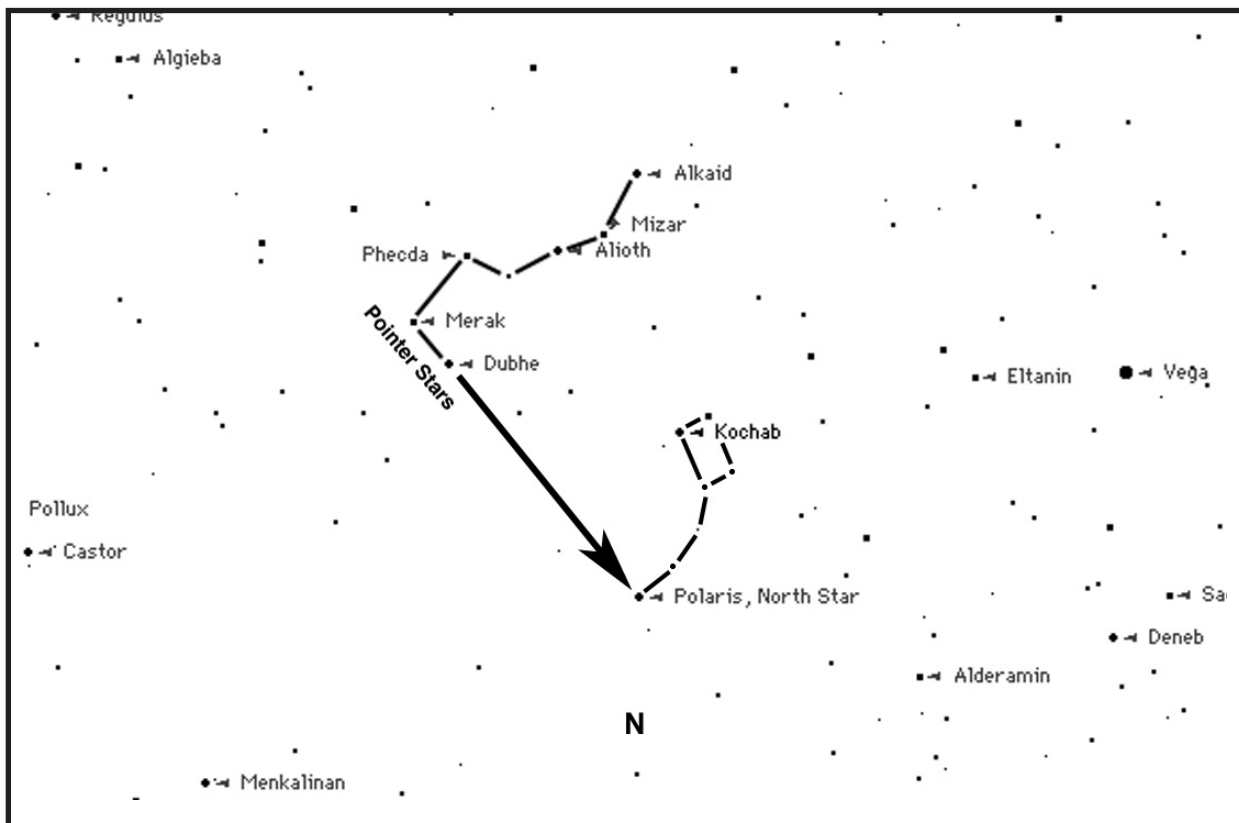 Regulus
Algieba
Alkaid
Mizar
Phecda
Alioth
Merak
Pointer Stars
Dubhe
Eltanin
Vega
Kochab
Pollux
Castor
Polaris, North Star
Deneb
Alderamin
N
Menkalinan